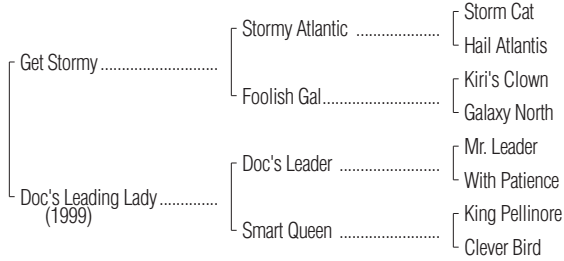 Storm Cat
Stormy Atlantic ....................
Hail Atlantis
Get Stormy ............................
Kiri's Clown
Foolish Gal............................
Galaxy North
Mr. Leader
Doc's Leader ........................
With Patience
Doc's Leading Lady ..............
(1999)
King Pellinore
Smart Queen ........................
Clever Bird